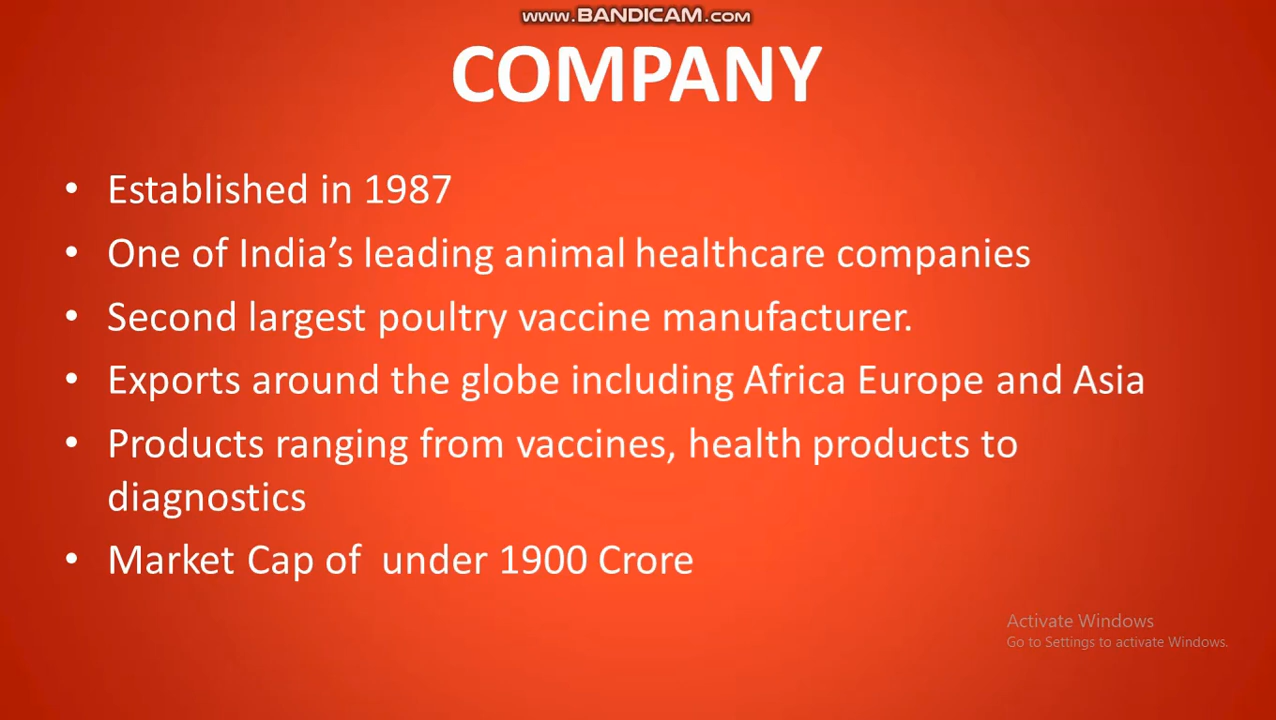 www.BANDICAM.com
COMPANY
• Established in 1987
• One of India’s leading animal healthcare companies
• Second largest poultry vaccine manufacturer.
• Exports around the globe including Africa Europe and Asia
• Products ranging from vaccines, health products to
diagnostics
• Market Cap of  under 1900 Crore
Activate Windows
Go to Settings to activate Windows.